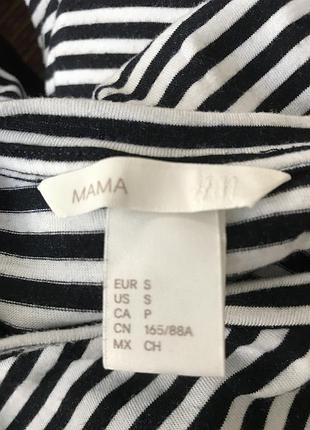 MAMA
EUR S
US S
CA P
CN 165/88A
MX CH